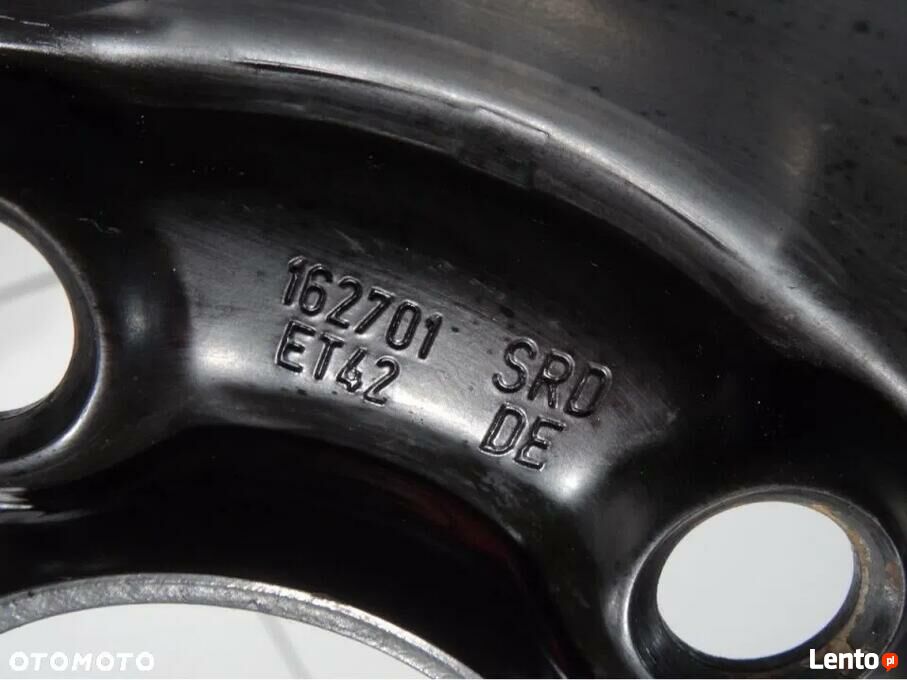 162701 SRD
ET42 DE
OTOMOTO
Lento.pl